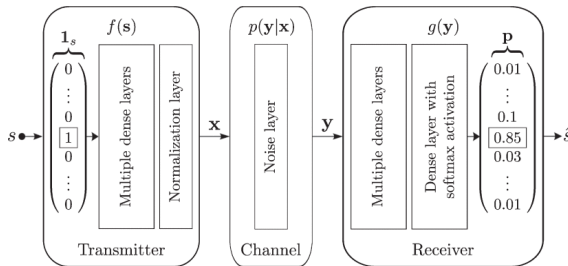 f(s)
p(y|x)
g(y)
1_s
p
s
0
⋮
0
1
0
⋮
0
Multiple dense layers
Normalization layer
x
Noise layer
y
Multiple dense layers
Dense layer with
softmax activation
0.01
⋮
0.1
0.85
0.03
⋮
0.01
Transmitter
Channel
Receiver